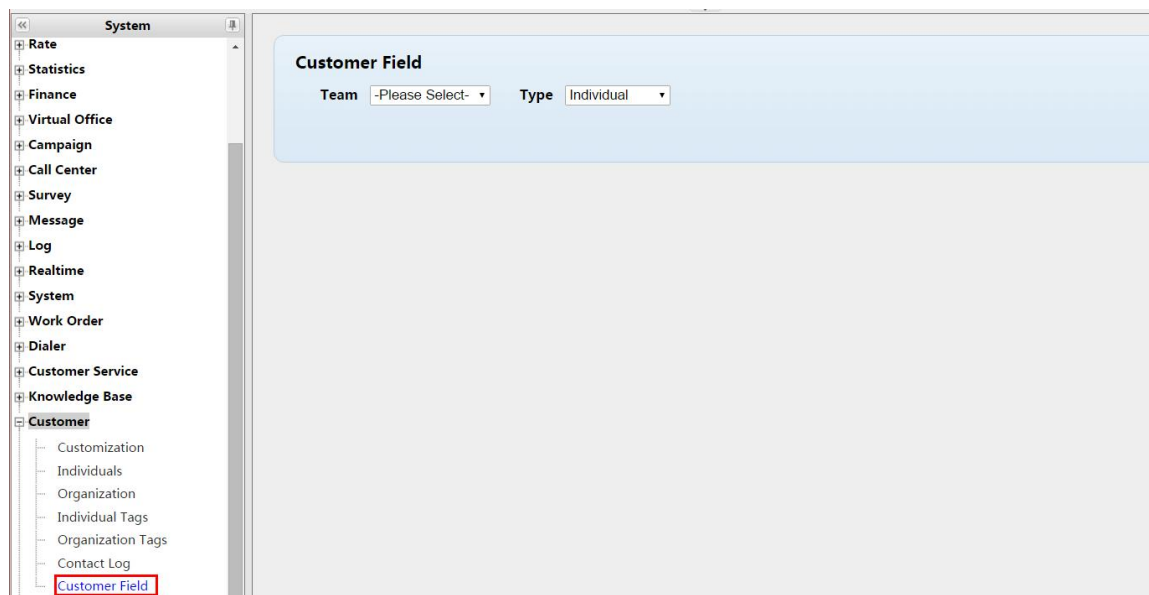 System
Rate
Statistics
Finance
Virtual Office
Campaign
Call Center
Survey
Message
Log
Realtime
System
Work Order
Dialer
Customer Service
Knowledge Base
Customer
Customization
Individuals
Organization
Individual Tags
Organization Tags
Contact Log
Customer Field
Customer Field
Team -Please Select- Type Individual